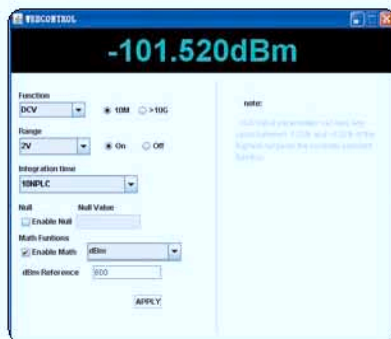 WEBCONTROL
-101.520dBm
Function
DCV
10M
>10G
Range
2V
On
Off
Integration time
10NPLC
Null
Null Value
Enable Null
Math Funtions
Enable Math
dBm
dBm Reference
600
APPLY
note: